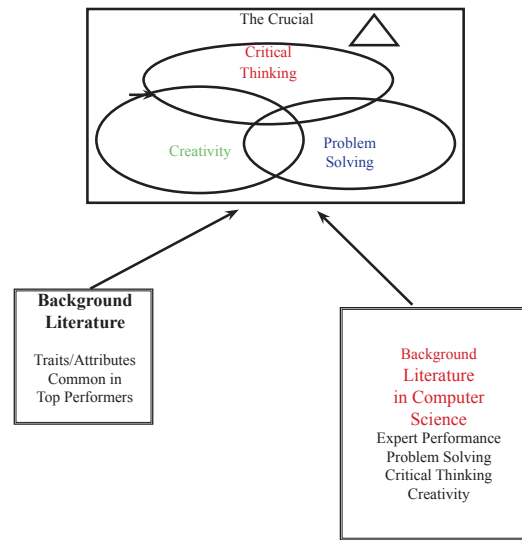 The Crucial
Critical
Thinking
Creativity
Problem
Solving
Background
Literature
Traits/Attributes
Common in
Top Performers
Background
Literature
in Computer
Science
Expert Performance
Problem Solving
Critical Thinking
Creativity